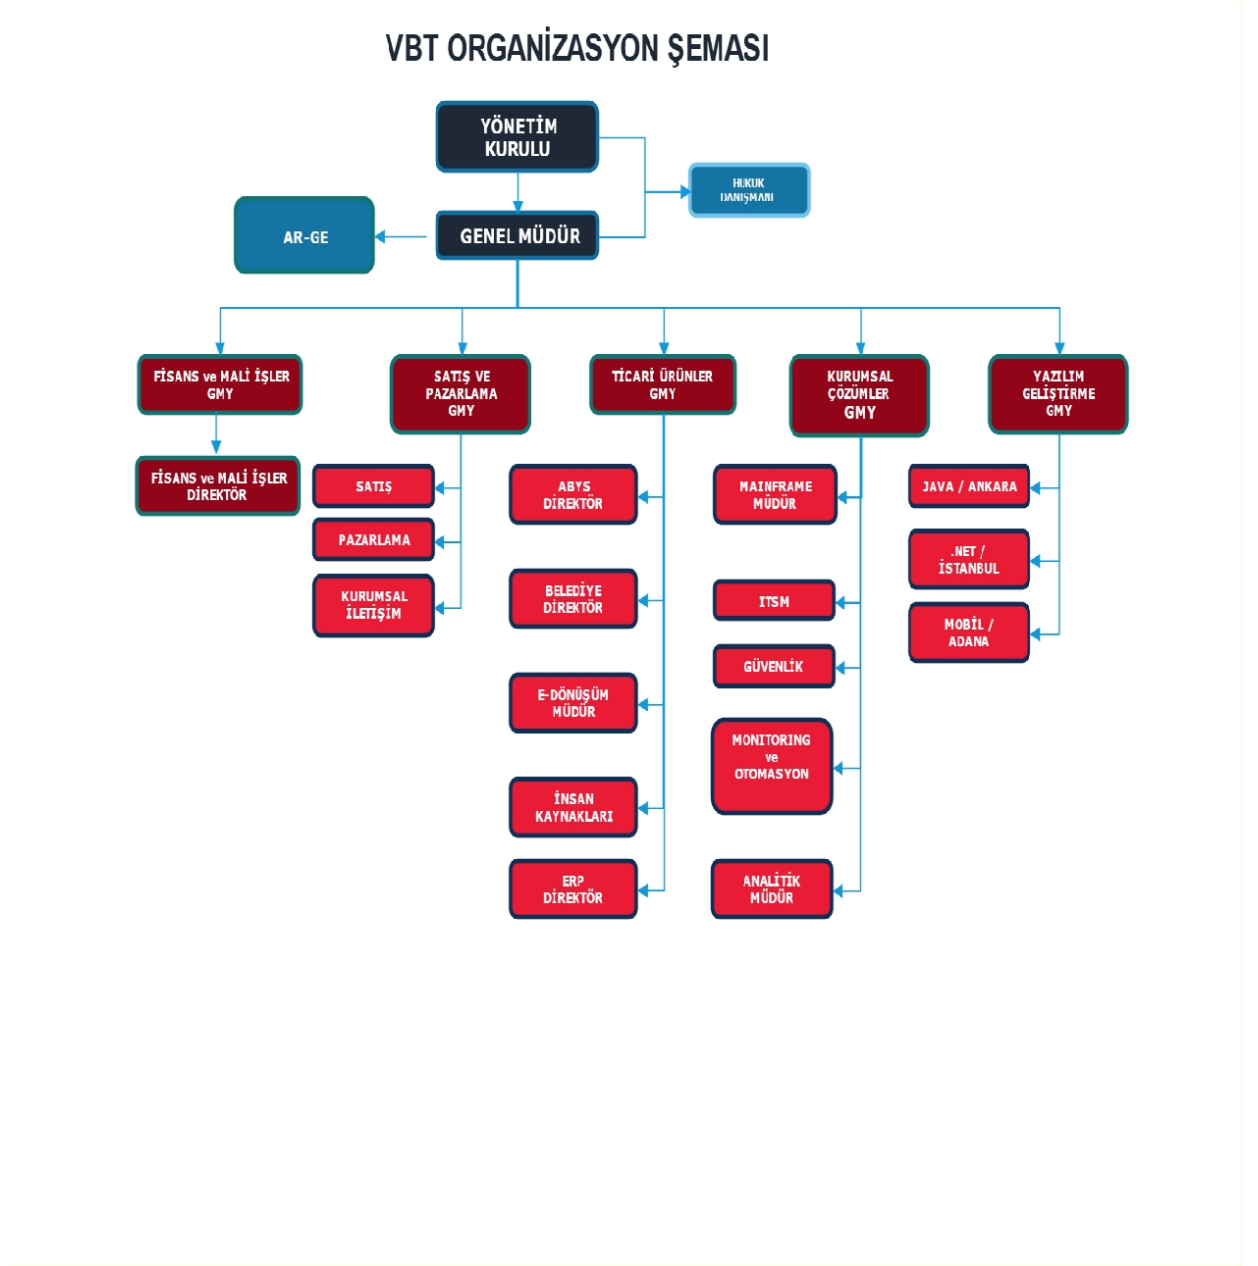 VBT ORGANİZASYON ŞEMASI
YÖNETİM
KURULU
HUKUK
DANIŞMANI
AR-GE
GENEL MÜDÜR
FİSANS ve MALİ İŞLER
GMY
SATIŞ VE
PAZARLAMA
GMY
TİCARİ ÜRÜNLER
GMY
KURUMSAL
ÇÖZÜMLER
GMY
YAZILIM
GELİŞTİRME
GMY
FİSANS ve MALİ İŞLER
DİREKTÖR
SATIŞ
PAZARLAMA
KURUMSAL
İLETİŞİM
ABYS
DİREKTÖR
BELEDİYE
DİREKTÖR
E-DÖNÜŞÜM
MÜDÜR
İNSAN
KAYNAKLARI
ERP
DİREKTÖR
MAINFRAME
MÜDÜR
ITSM
GÜVENLİK
MONITORING
ve
OTOMASYON
ANALİTİK
MÜDÜR
JAVA / ANKARA
.NET /
İSTANBUL
MOBİL /
ADANA